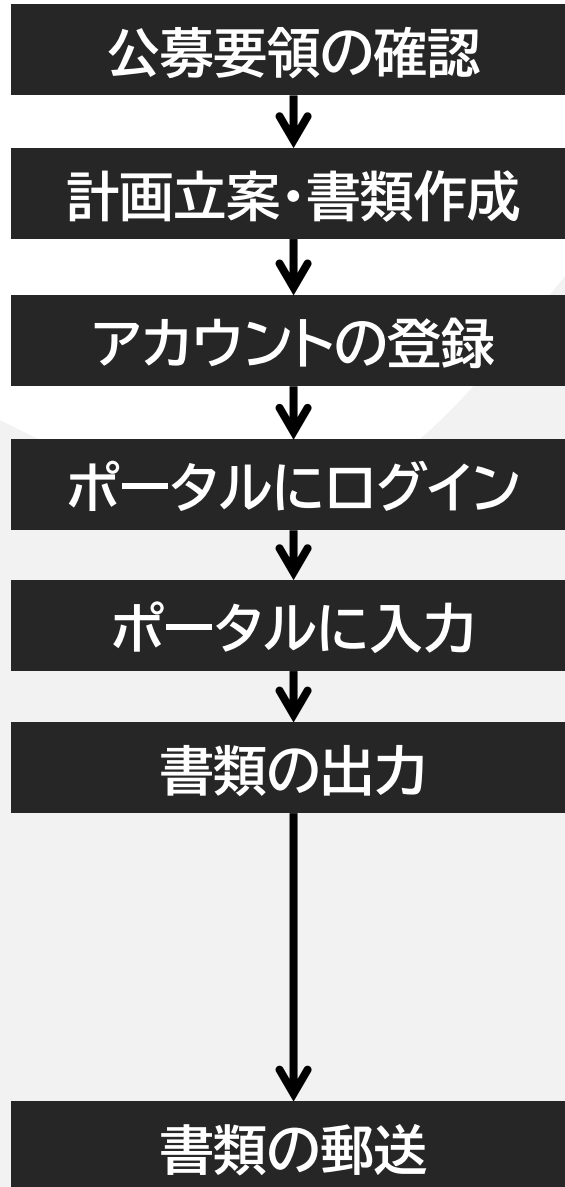 公募要領の確認
計画立案・書類作成
アカウントの登録
ポータルにログイン
ポータルに入力
書類の出力
書類の郵送